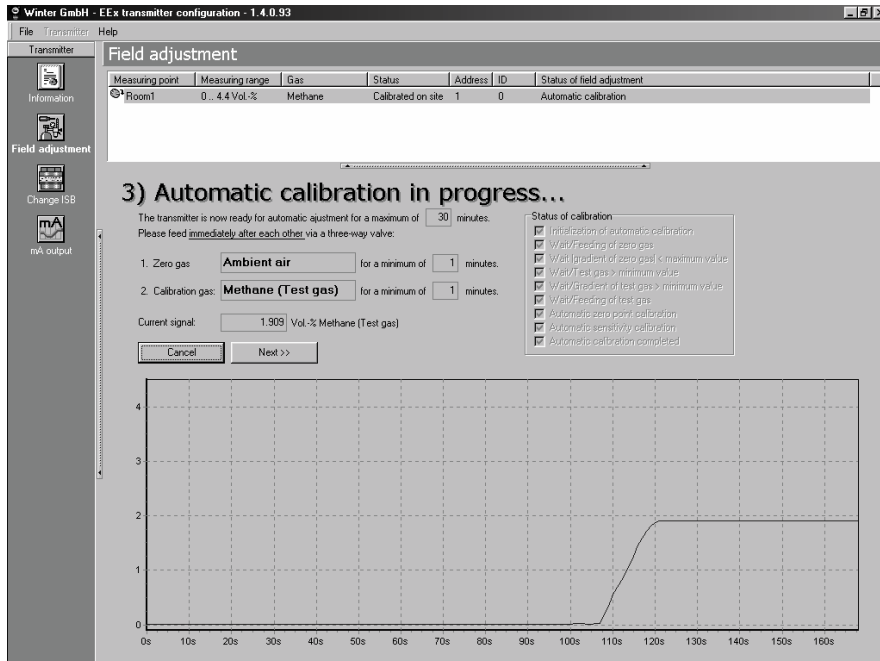 Winter GmbH - EEx transmitter configuration - 1.4.0.93
File Transmitter Help
Transmitter
Field adjustment
Measuring point Measuring range Gas Status Address ID Status of field adjustment
Room1 0 .. 4.4 Vol.-% Methane Calibrated on site 1 0 Automatic calibration
Information
Field adjustment
Change ISB
mA
mA output
3) Automatic calibration in progress...
The transmitter is now ready for automatic ajustment for a maximum of 30 minutes.
Please feed immediately after each other via a three-way valve:
1. Zero gas Ambient air for a minimum of 1 minutes.
2. Calibration gas: Methane (Test gas) for a minimum of 1 minutes.
Current signal: 1.909 Vol.-% Methane (Test gas)
Cancel Next >>
Status of calibration
Initialization of automatic calibration
Wait/Feeding of zero gas
Wait |gradient of zero gas| < maximum value
Wait/Test gas > minimum value
Wait/Gradient of test gas > minimum value
Wait/Feeding of test gas
Automatic zero point calibration
Automatic sensitivity calibration
Automatic calibration completed
4
3
2
1
0
0s 10s 20s 30s 40s 50s 60s 70s 80s 90s 100s 110s 120s 130s 140s 150s 160s